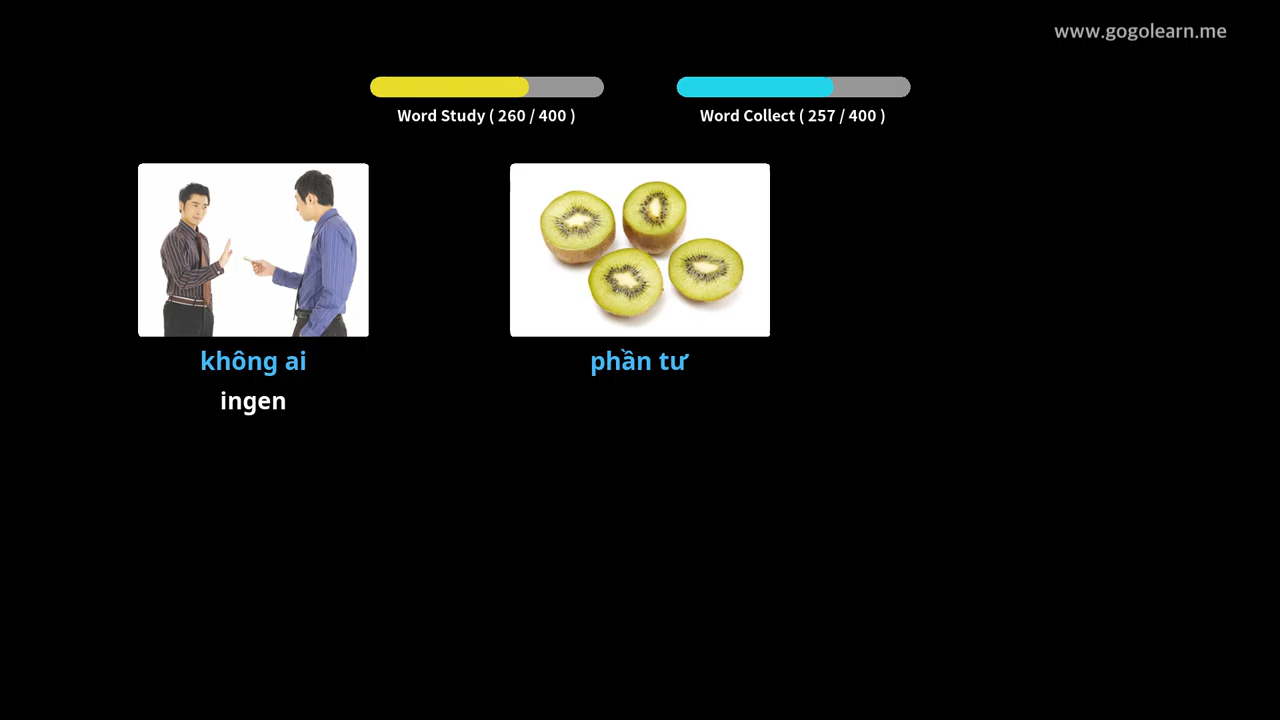 www.gogolearn.me
Word Study ( 260 / 400 )
Word Collect ( 257 / 400 )
không ai
ingen
phần tư